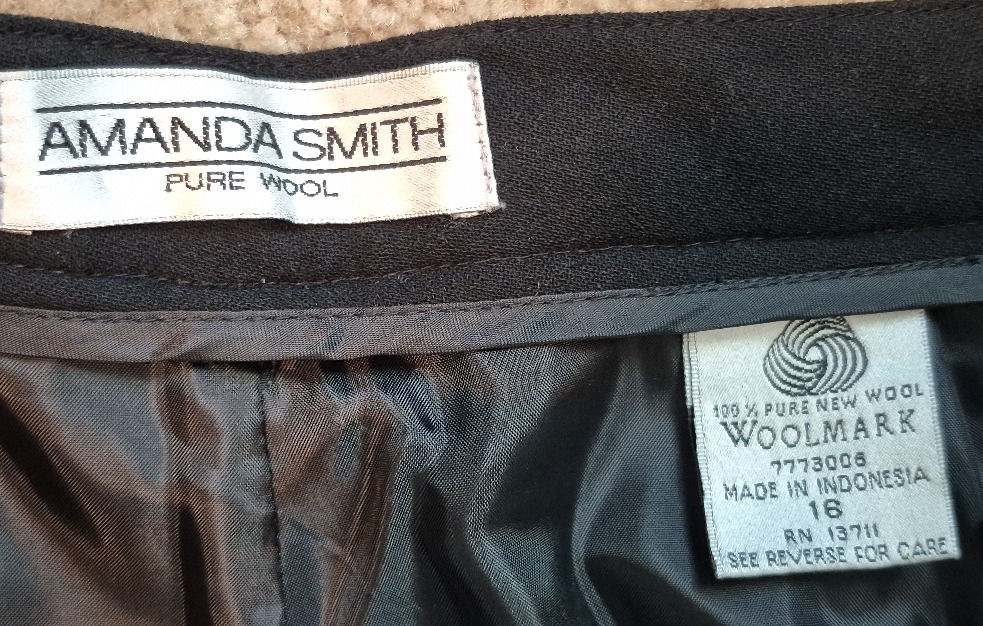 AMANDA SMITH
PURE WOOL
100% PURE NEW WOOL
WOOLMARK
7773006
MADE IN INDONESIA
16
RN 13711
SEE REVERSE FOR CARE